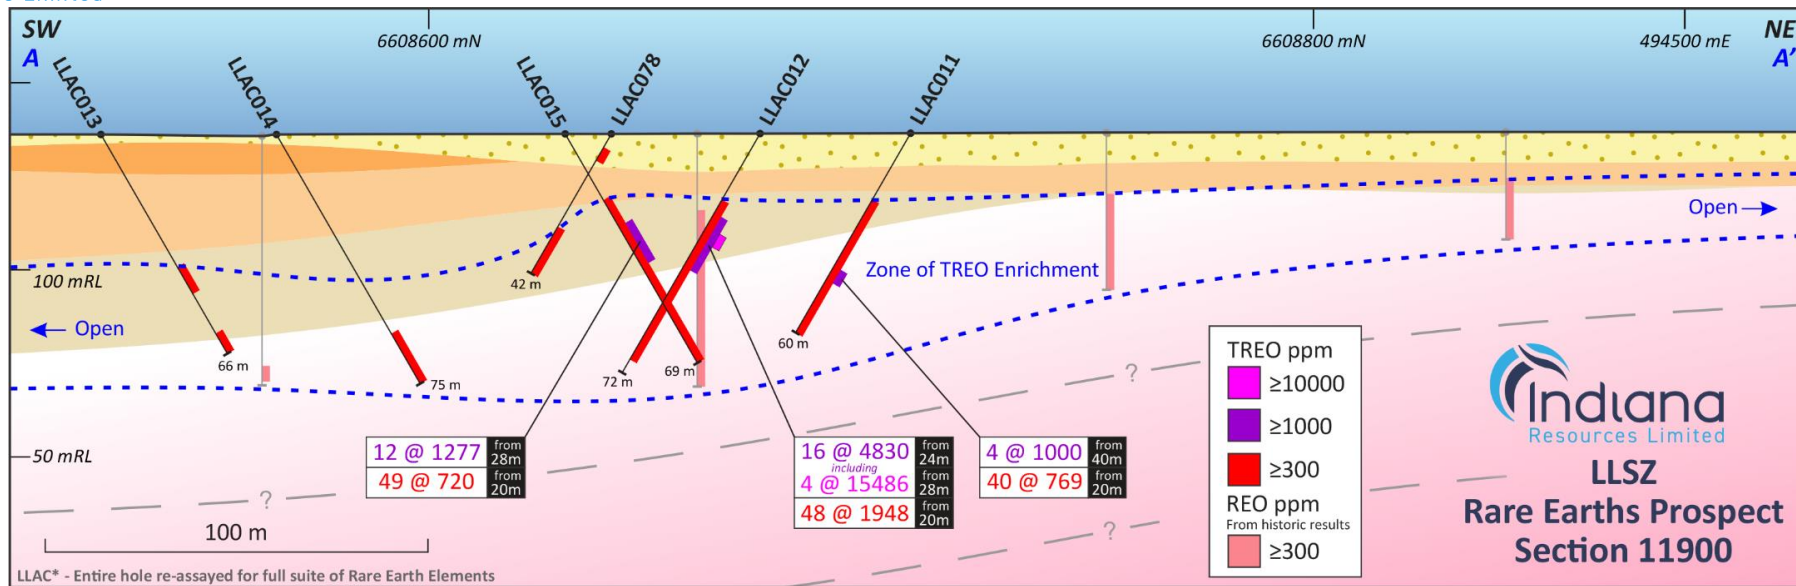 SW
NE
A
A'
6608600 mN
6608800 mN
494500 mE
LLAC013
LLAC014
LLAC015
LLAC078
LLAC012
LLAC011
100 mRL
Open
Open
Zone of TREO Enrichment
42 m
66 m
75 m
72 m
69 m
60 m
50 mRL
12 @ 1277 from 28m
49 @ 720 from 20m
16 @ 4830 from 24m
including
4 @ 15486 from 28m
48 @ 1948 from 20m
4 @ 1000 from 40m
40 @ 769 from 20m
?
?
?
100 m
TREO ppm
≥10000
≥1000
≥300
REO ppm
From historic results
≥300
Indiana
Resources Limited
LLSZ
Rare Earths Prospect
Section 11900
LLAC* - Entire hole re-assayed for full suite of Rare Earth Elements